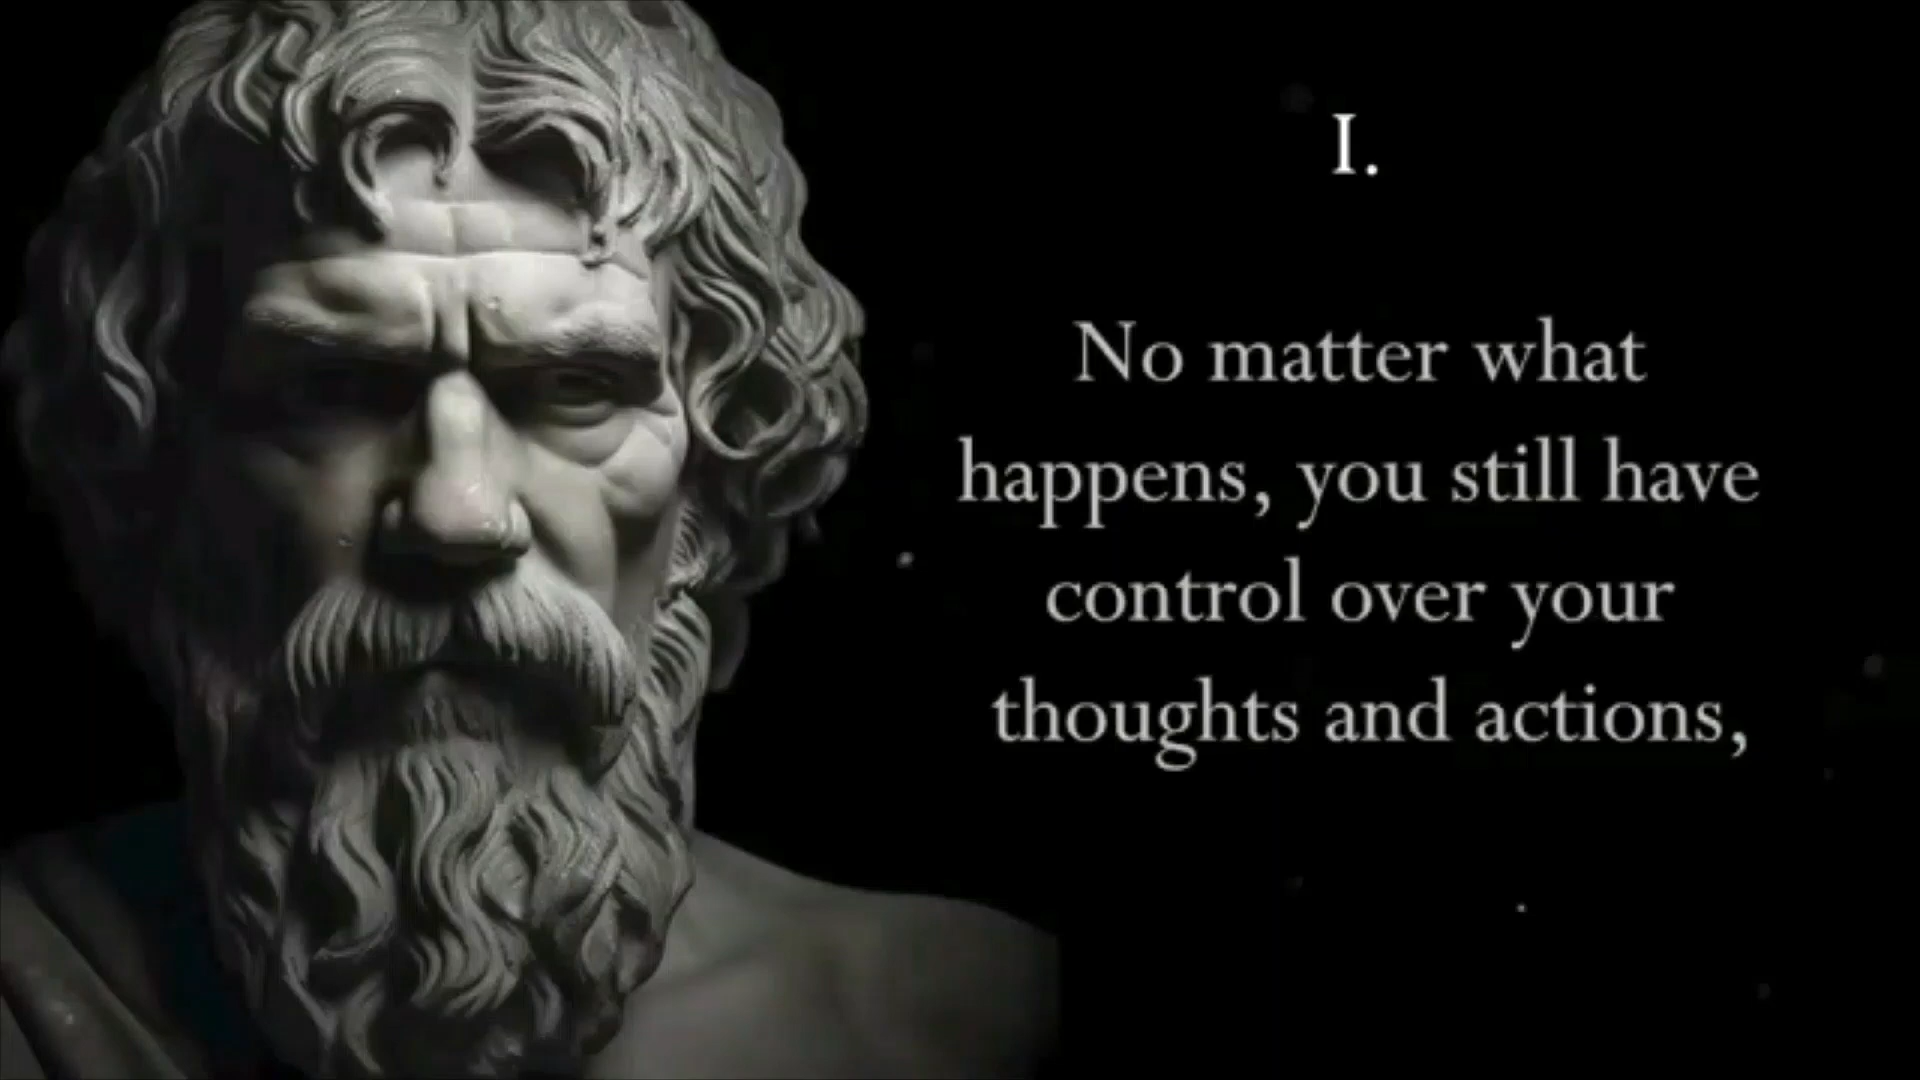 I.
No matter what
happens, you still have
control over your
thoughts and actions,